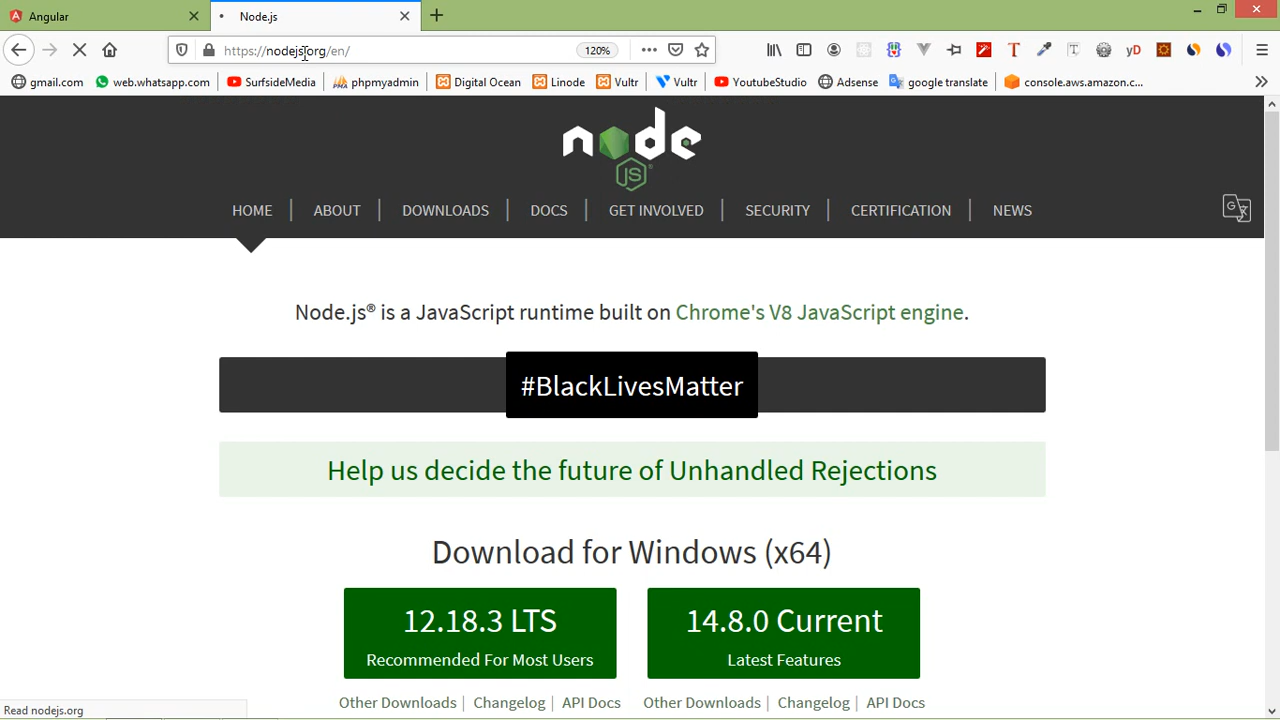 Angular
Node.js
https://nodejs.org/en/
120%
gmail.com
web.whatsapp.com
SurfsideMedia
phpmyadmin
Digital Ocean
Linode
Vultr
Vultr
YoutubeStudio
Adsense
google translate
console.aws.amazon.c...
node
JS
HOME
ABOUT
DOWNLOADS
DOCS
GET INVOLVED
SECURITY
CERTIFICATION
NEWS
Node.js® is a JavaScript runtime built on Chrome's V8 JavaScript engine.
#BlackLivesMatter
Help us decide the future of Unhandled Rejections
Download for Windows (x64)
12.18.3 LTS
Recommended For Most Users
14.8.0 Current
Latest Features
Other Downloads | Changelog | API Docs
Other Downloads | Changelog | API Docs
Read nodejs.org